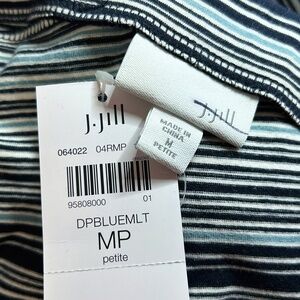 J.Jill
064022 04RMP
95808000 01
DPBLUEMLT
MP
petite
J.Jill
MADE IN
CHINA
M
PETITE